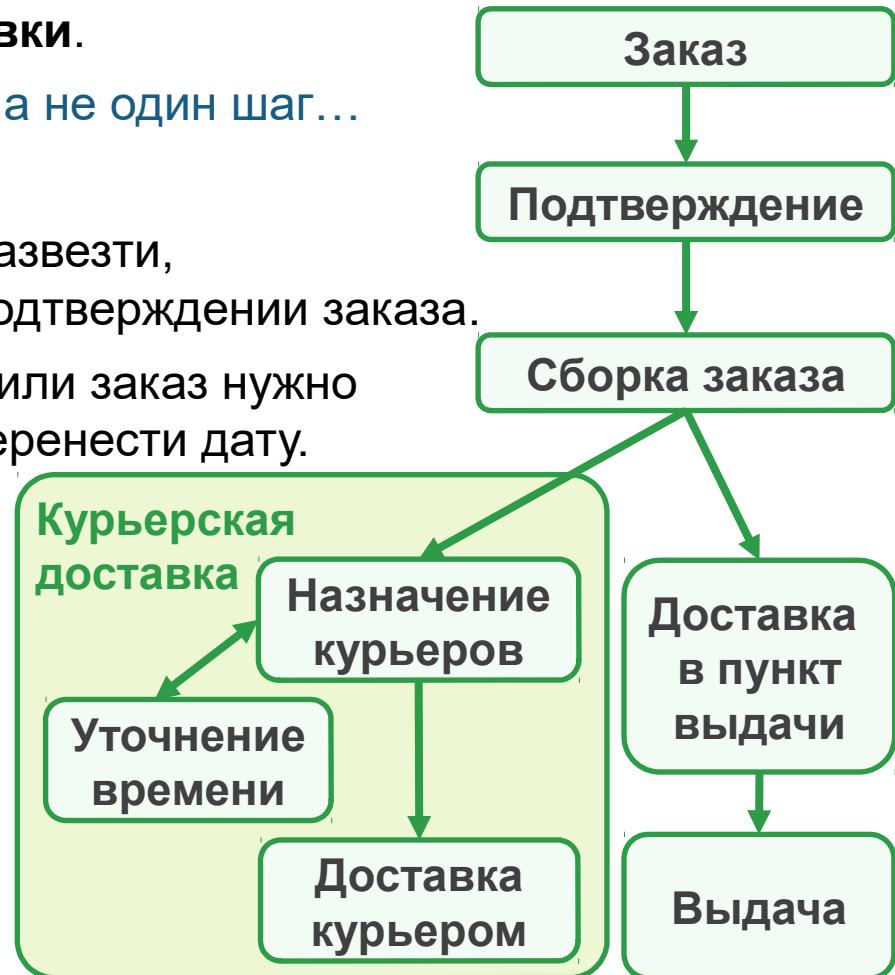 вки.
а не один шаг…
азвезти,
одтверждении заказа.
или заказ нужно
еренести дату.
Заказ
Подтверждение
Сборка заказа
Курьерская
доставка
Назначение
курьеров
Уточнение
времени
Доставка
курьером
Доставка
в пункт
выдачи
Выдача